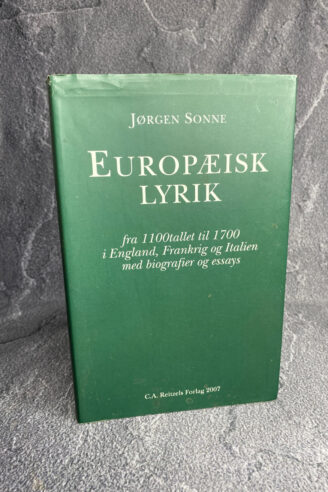 JØRGEN SONNE
EUROPÆISK
LYRIK
fra 1100tallet til 1700
i England, Frankrig og Italien
med biografier og essays
C.A. Reitzels Forlag 2007